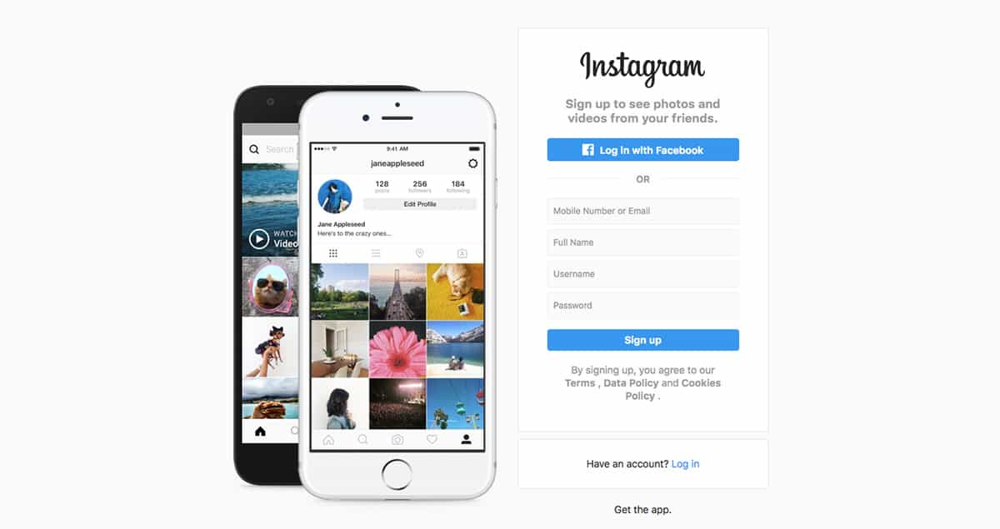 Search
WATCH
Video
9:41 AM
janeappleseed
128
posts
256
followers
184
following
Edit Profile
Jane Appleseed
Here's to the crazy ones...
Instagram
Sign up to see photos and
videos from your friends.
Log in with Facebook
OR
Mobile Number or Email
Full Name
Username
Password
Sign up
By signing up, you agree to our
Terms , Data Policy and Cookies
Policy .
Have an account? Log in
Get the app.